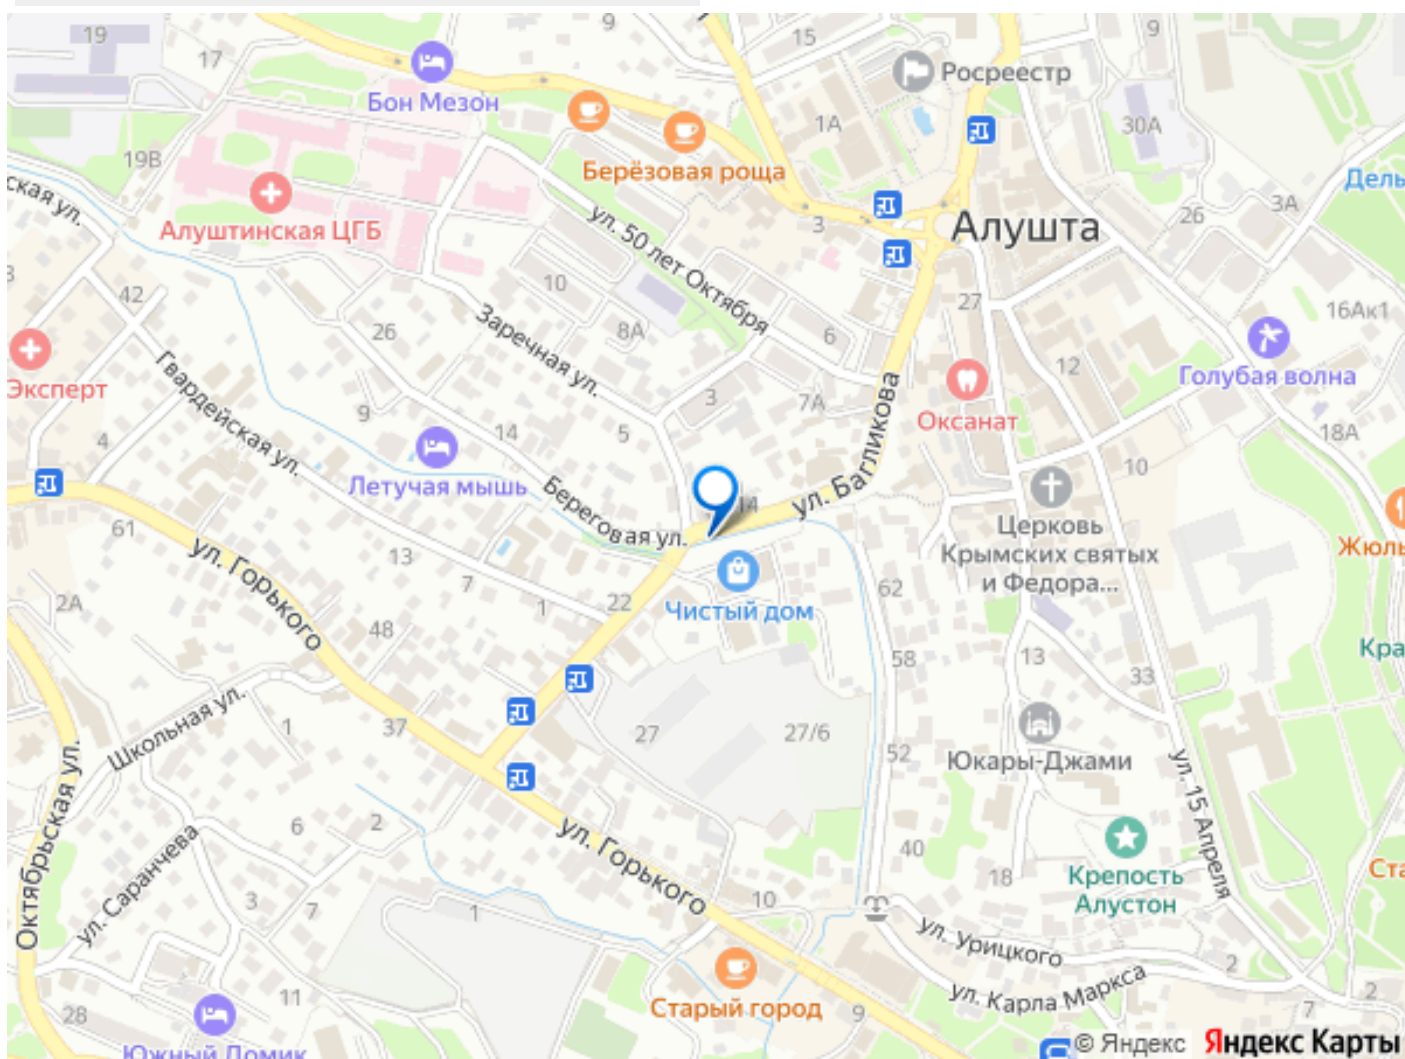 19
17
9
15
9
Бон Мезон
Росреестр
1А
30А
19В
Берёзовая роща
Дель
ская ул.
Алуштинская ЦГБ
ул. 50 лет Октября
3
Алушта
26
3А
42
10
27
16Ак1
26
Заречная ул.
8А
6
12
Эксперт
Гвардейская ул.
9
3
7А
Оксанат
Голубая волна
4
14
5
18А
10
Летучая мышь
Береговая ул.
14
ул. Багликова
61
ул. Горького
13
7
1
22
Чистый дом
62
Церковь
Крымских святых
и Федора...
Жюль
2А
48
58
13
33
Кра
Школьная ул.
1
37
27
27/6
52
Юкары-Джами
ул. 15 Апреля
Октябрьская ул.
ул. Саранчева
6
2
ул. Горького
40
18
Крепость
Алустон
Ста
3
7
1
10
ул. Урицкого
2
ул. Карла Маркса
11
28
Старый город
9
7
2
Южный Домик
© Яндекс Яндекс Карты